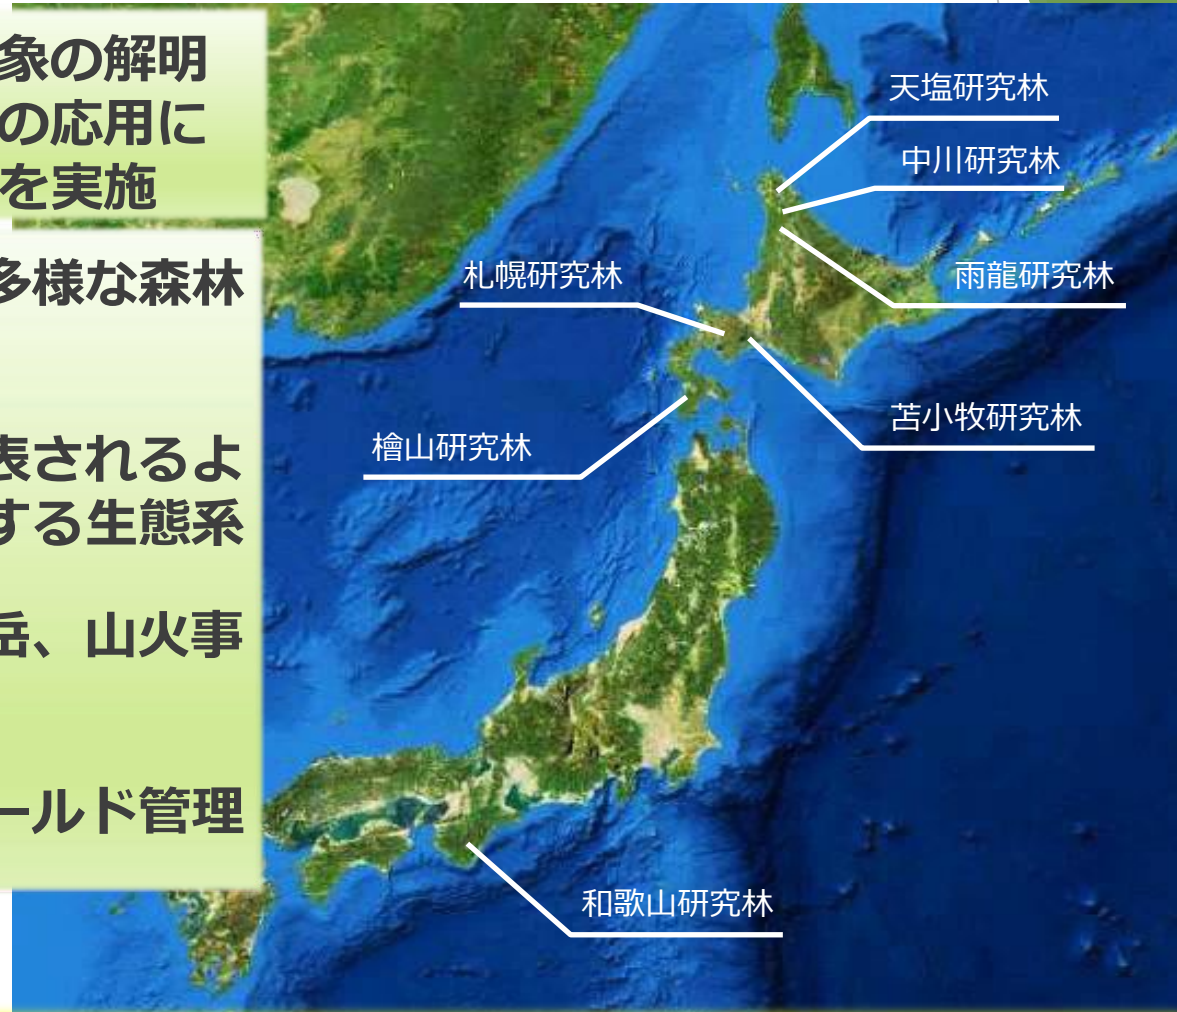 象の解明
の応用に
を実施
多様な森林
表されるよ
する生態系
岳、山火事
ールド管理
天塩研究林
中川研究林
雨龍研究林
札幌研究林
苫小牧研究林
檜山研究林
和歌山研究林